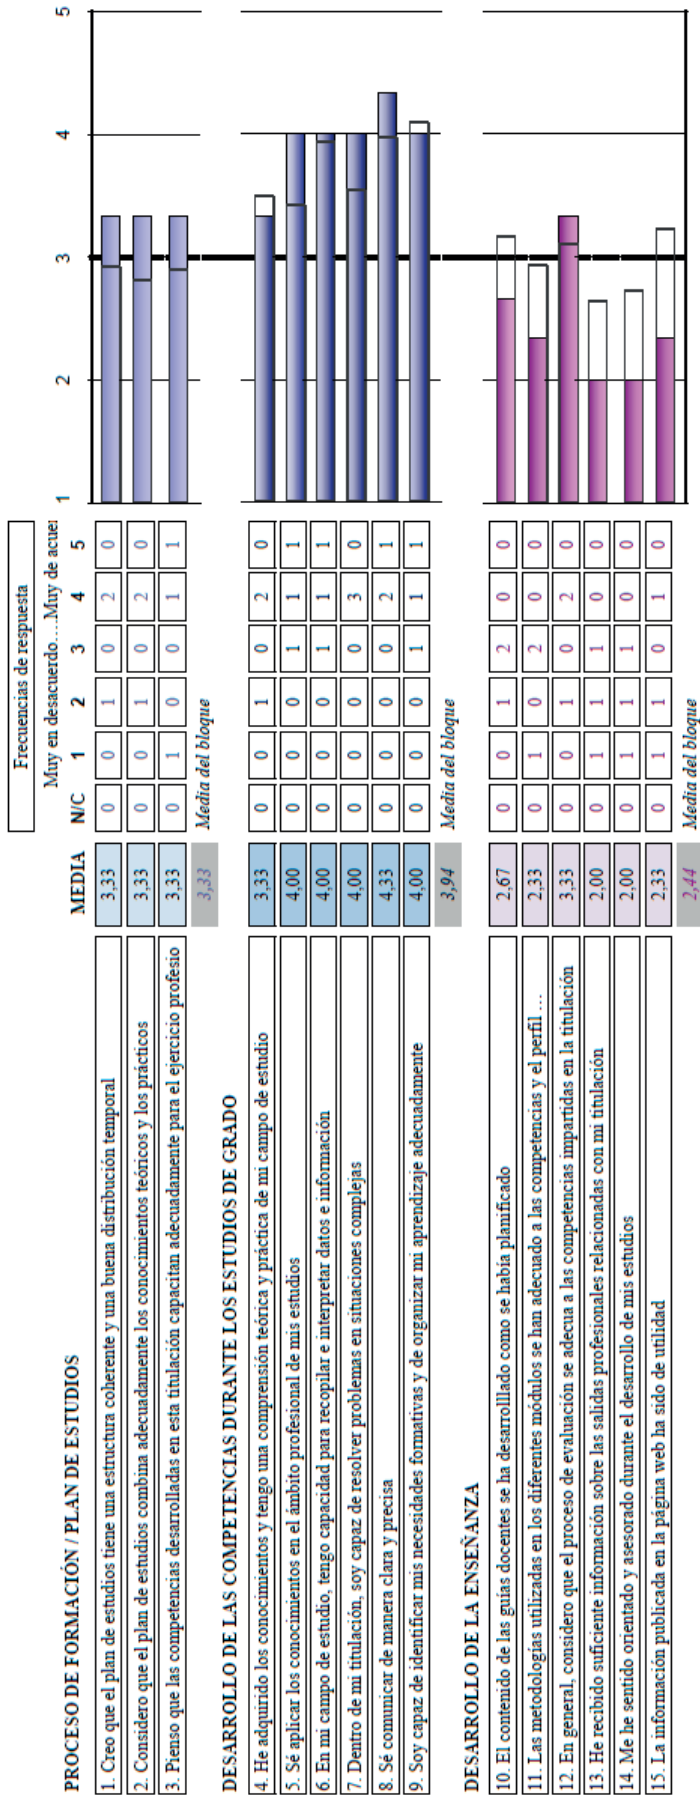 Frecuencias de respuesta
Muy en desacuerdo….Muy de acue
MEDIA N/C 1 2 3 4 5 1 2 3 4 5
PROCESO DE FORMACIÓN / PLAN DE ESTUDIOS
1. Creo que el plan de estudios tiene una estructura coherente y una buena distribución temporal 3,33 0 0 1 0 2 0
2. Considero que el plan de estudios combina adecuadamente los conocimientos teóricos y los prácticos 3,33 0 0 1 0 2 0
3. Pienso que las competencias desarrolladas en esta titulación capacitan adecuadamente para el ejercicio profesio 3,33 0 1 0 0 1 1
3,33 Media del bloque
DESARROLLO DE LAS COMPETENCIAS DURANTE LOS ESTUDIOS DE GRADO
4. He adquirido los conocimientos y tengo una comprensión teórica y práctica de mi campo de estudio 3,33 0 0 1 0 2 0
5. Sé aplicar los conocimientos en el ámbito profesional de mis estudios 4,00 0 0 0 1 1 1
6. En mi campo de estudio, tengo capacidad para recopilar e interpretar datos e información 4,00 0 0 0 1 1 1
7. Dentro de mi titulación, soy capaz de resolver problemas en situaciones complejas 4,00 0 0 0 0 3 0
8. Sé comunicar de manera clara y precisa 4,33 0 0 0 0 2 1
9. Soy capaz de identificar mis necesidades formativas y de organizar mi aprendizaje adecuadamente 4,00 0 0 0 1 1 1
3,94 Media del bloque
DESARROLLO DE LA ENSEÑANZA
10. El contenido de las guías docentes se ha desarrolllado como se había planificado 2,67 0 0 1 2 0 0
11. Las metodologías utilizadas en los diferentes módulos se han adecuado a las competencias y el perfil … 2,33 0 1 0 2 0 0
12. En general, considero que el proceso de evaluación se adecua a las competencias impartidas en la titulación 3,33 0 0 1 0 2 0
13. He recibido suficiente información sobre las salidas profesionales relacionadas con mi titulación 2,00 0 1 1 1 0 0
14. Me he sentido orientado y asesorado durante el desarrollo de mis estudios 2,00 0 1 1 1 0 0
15. La información publicada en la página web ha sido de utilidad 2,33 0 1 1 0 1 0
2,44 Media del bloque